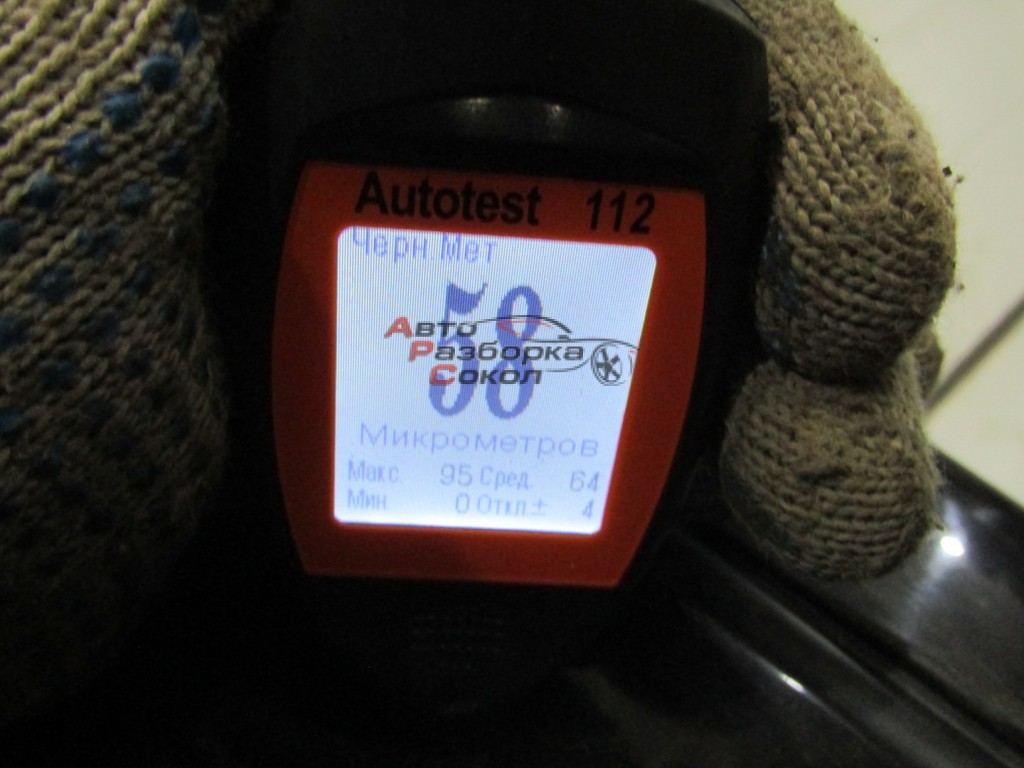 Autotest 112
Черн.Мет
58
Авто
Разборка
Сокол
Микрометров
Макс. 95 Сред. 64
Мин. 0 Откл.± 4